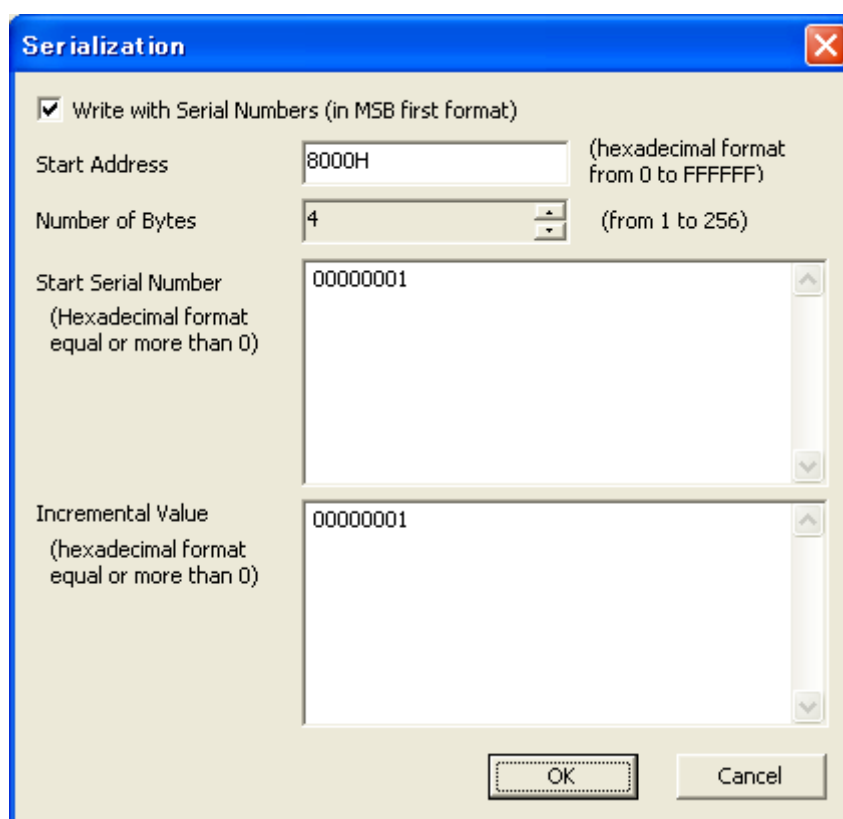 Serialization
Write with Serial Numbers (in MSB first format)
Start Address 8000H (hexadecimal format
from 0 to FFFFFF)
Number of Bytes 4 (from 1 to 256)
Start Serial Number 00000001
(Hexadecimal format
equal or more than 0)
Incremental Value 00000001
(hexadecimal format
equal or more than 0)
OK Cancel